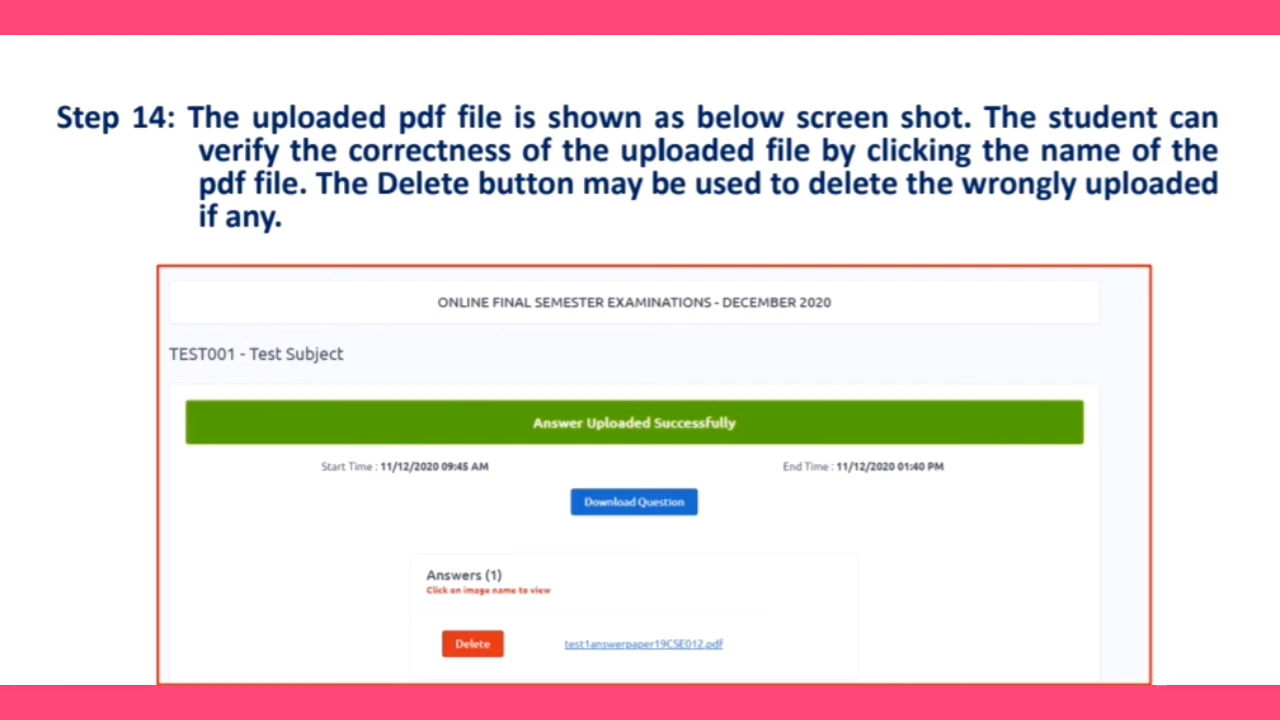 Step 14: The uploaded pdf file is shown as below screen shot. The student can
verify the correctness of the uploaded file by clicking the name of the
pdf file. The Delete button may be used to delete the wrongly uploaded
if any.
ONLINE FINAL SEMESTER EXAMINATIONS - DECEMBER 2020
TEST001 - Test Subject
Answer Uploaded Successfully
Start Time : 11/12/2020 09:45 AM
End Time : 11/12/2020 01:40 PM
Download Question
Answers (1)
Click on image name to view
Delete
test1answerpaper19CSE012.pdf